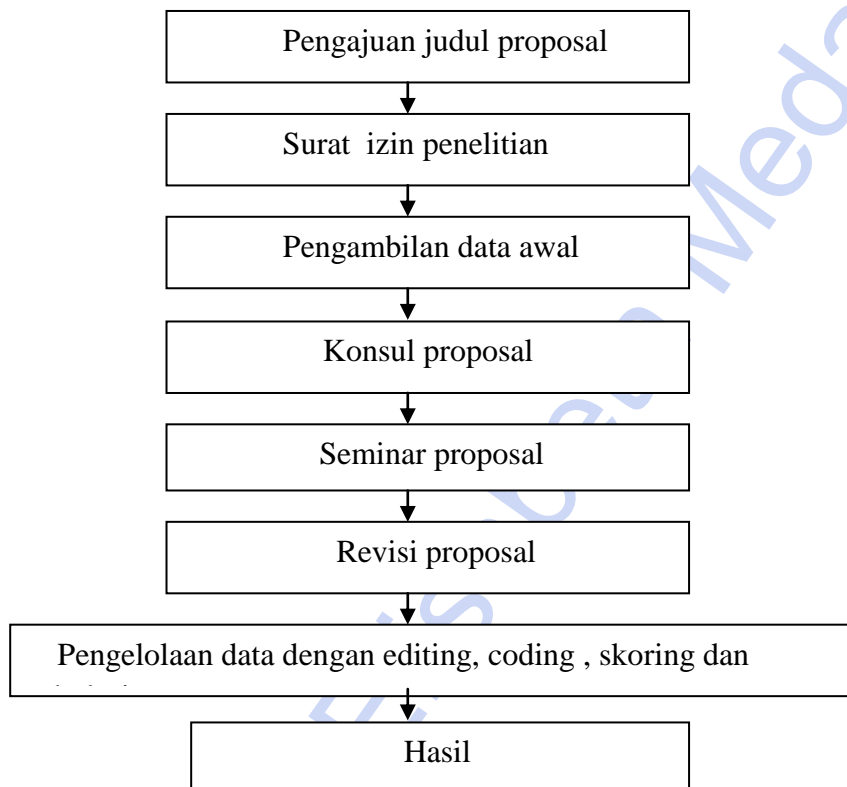 Pengajuan judul proposal
Surat izin penelitian
Pengambilan data awal
Konsul proposal
Seminar proposal
Revisi proposal
Pengelolaan data dengan editing, coding , skoring dan
Hasil